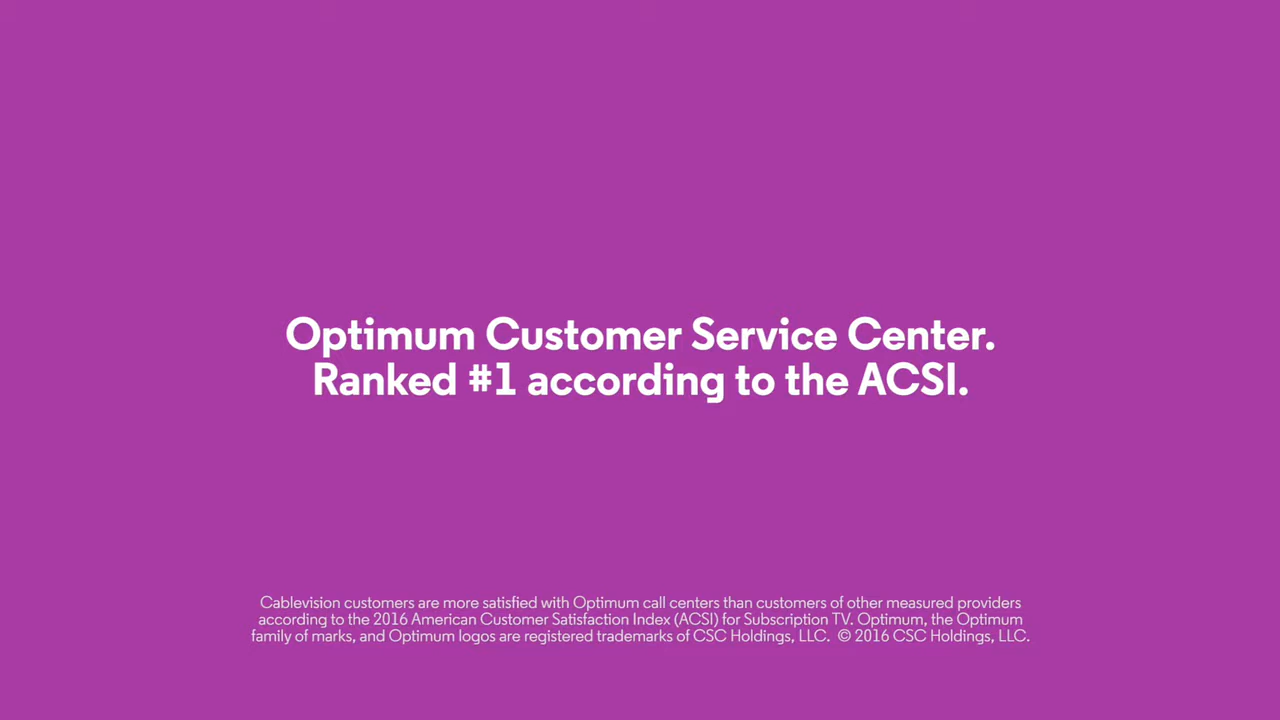 Optimum Customer Service Center.
Ranked #1 according to the ACSI.
Cablevision customers are more satisfied with Optimum call centers than customers of other measured providers
according to the 2016 American Customer Satisfaction Index (ACSI) for Subscription TV. Optimum, the Optimum
family of marks, and Optimum logos are registered trademarks of CSC Holdings, LLC. © 2016 CSC Holdings, LLC.